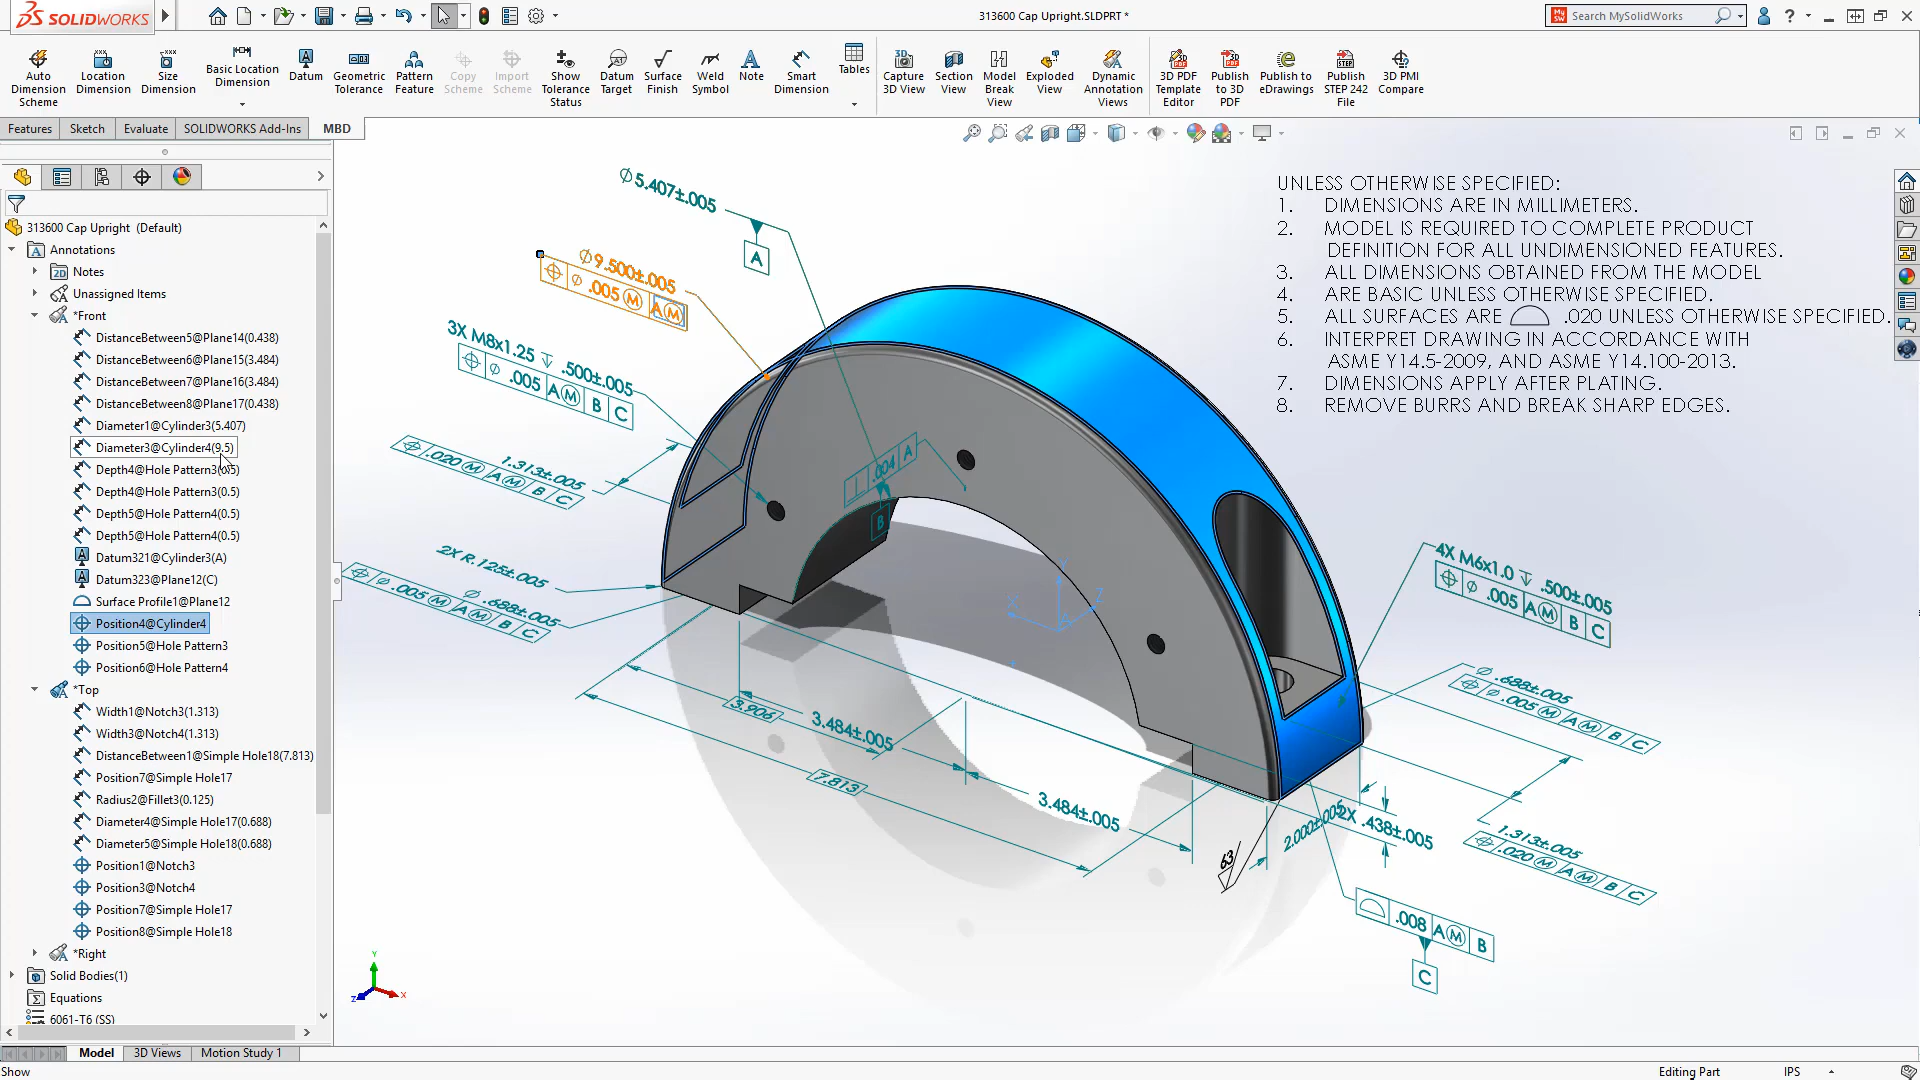 SOLIDWORKS
313600 Cap Upright.SLDPRT *
Search MySolidWorks
Auto Dimension Scheme
Location Dimension
Size Dimension
Basic Location Dimension
Datum
Geometric Tolerance
Pattern Feature
Copy Scheme
Import Scheme
Show Tolerance Status
Datum Target
Surface Finish
Weld Symbol
Note
Smart Dimension
Tables
Capture 3D View
Section View
Model Break View
Exploded View
Dynamic Annotation Views
3D PDF Template Editor
Publish to 3D PDF
Publish to eDrawings
Publish STEP 242 File
3D PMI Compare
Features
Sketch
Evaluate
SOLIDWORKS Add-Ins
MBD
313600 Cap Upright (Default)
Annotations
Notes
Unassigned Items
*Front
DistanceBetween5@Plane14(0.438)
DistanceBetween6@Plane15(3.484)
DistanceBetween7@Plane16(3.484)
DistanceBetween8@Plane17(0.438)
Diameter1@Cylinder3(5.407)
Diameter3@Cylinder4(9.5)
Depth4@Hole Pattern3(0.5)
Depth4@Hole Pattern3(0.5)
Depth5@Hole Pattern4(0.5)
Depth5@Hole Pattern4(0.5)
Datum321@Cylinder3(A)
Datum323@Plane12(C)
Surface Profile1@Plane12
Position4@Cylinder4
Position5@Hole Pattern3
Position6@Hole Pattern4
*Top
Width1@Notch3(1.313)
Width3@Notch4(1.313)
DistanceBetween1@Simple Hole18(7.813)
Position7@Simple Hole17
Radius2@Fillet3(0.125)
Diameter4@Simple Hole17(0.688)
Diameter5@Simple Hole18(0.688)
Position1@Notch3
Position3@Notch4
Position7@Simple Hole17
Position8@Simple Hole18
*Right
Solid Bodies(1)
Equations
6061-T6 (SS)
UNLESS OTHERWISE SPECIFIED:
1. DIMENSIONS ARE IN MILLIMETERS.
2. MODEL IS REQUIRED TO COMPLETE PRODUCT
DEFINITION FOR ALL UNDIMENSIONED FEATURES.
3. ALL DIMENSIONS OBTAINED FROM THE MODEL
4. ARE BASIC UNLESS OTHERWISE SPECIFIED.
5. ALL SURFACES ARE ⌓ .020 UNLESS OTHERWISE SPECIFIED.
6. INTERPRET DRAWING IN ACCORDANCE WITH
ASME Y14.5-2009, AND ASME Y14.100-2013.
7. DIMENSIONS APPLY AFTER PLATING.
8. REMOVE BURRS AND BREAK SHARP EDGES.
∅5.407±.005
A
∅9.500±.005
⌖ ∅ .005 Ⓜ A Ⓜ
3X M8x1.25 ↧ .500±.005
⌖ ∅ .005 A Ⓜ B C
1.313±.005
⌖ .020 Ⓜ A Ⓜ B C
⊥ .004 A
B
2X R.125±.005
∅ .688±.005
⌖ ∅ .005 Ⓜ A Ⓜ B C
4X M6x1.0 ↧ .500±.005
⌖ ∅ .005 A Ⓜ B C
∅ .688±.005
⌖ ∅ .005 Ⓜ A Ⓜ B C
3.906
3.484±.005
7.813
3.484±.005
2.000±.005
2X .438±.005
63
1.313±.005
⌖ .020 Ⓜ A Ⓜ B C
⌓ .008 A Ⓜ B
C
Y
X
Z
Model
3D Views
Motion Study 1
Show
Editing Part
IPS